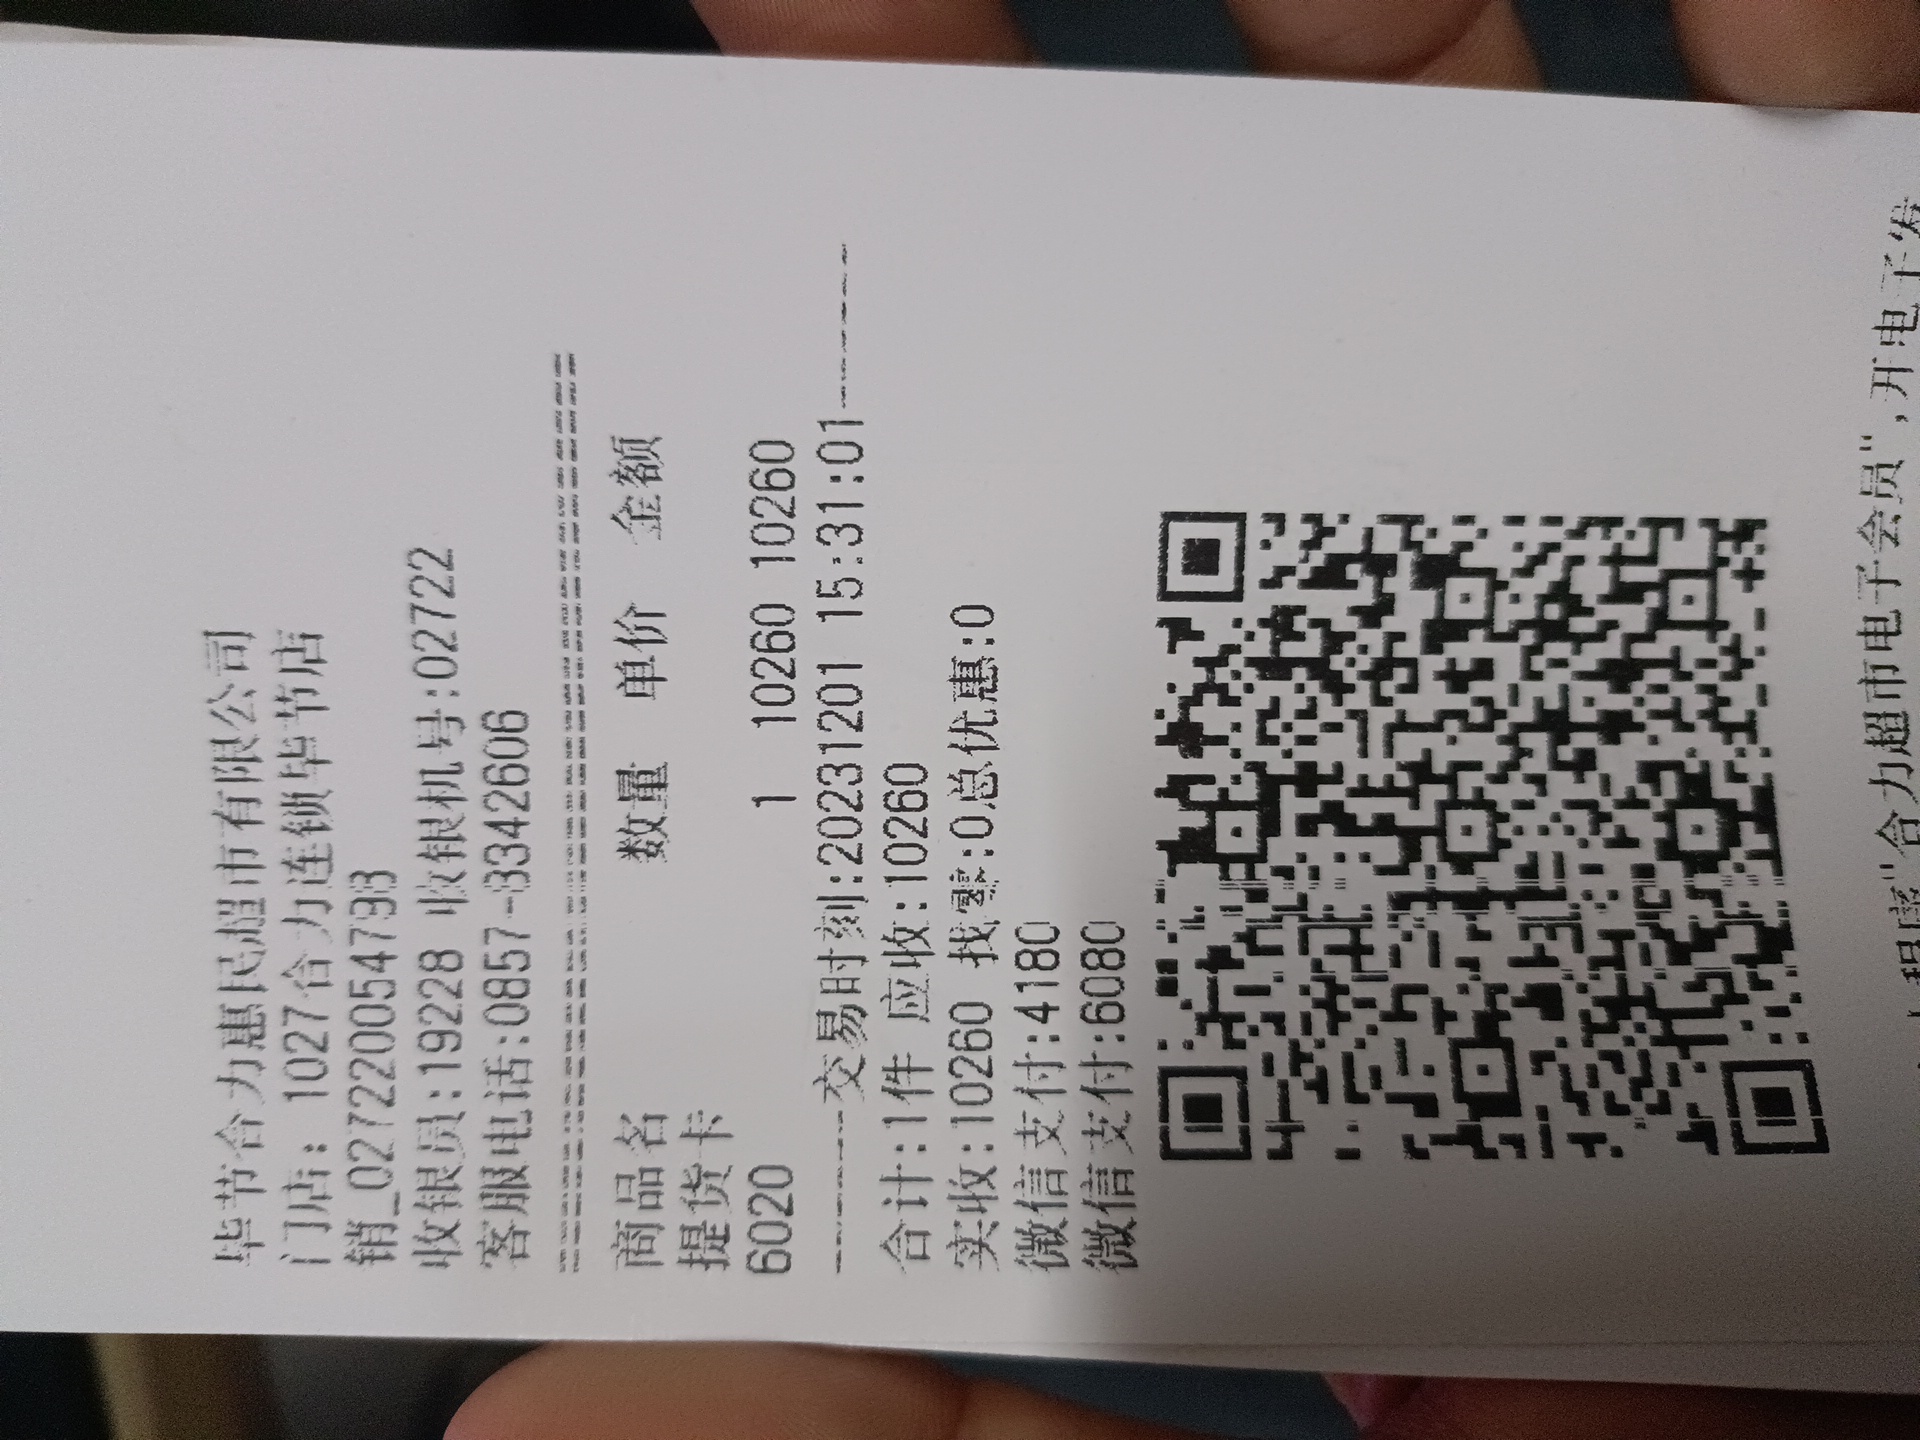 毕节合力惠民超市有限公司
门店: 1027合力连锁毕节店
销_0272200547
收银员:19228 收银机号:02722
客服电话:0857-8342606
商品名 数量 单价 金额
提货卡
6020 1 10260 10260
-----交易时刻:20231201 15:31:01------
合计:1件 应收:10260
实收:10260 找零:0总优惠:0
微信支付:4180
微信支付:6080
程序"合力超市电子会员",开电子发